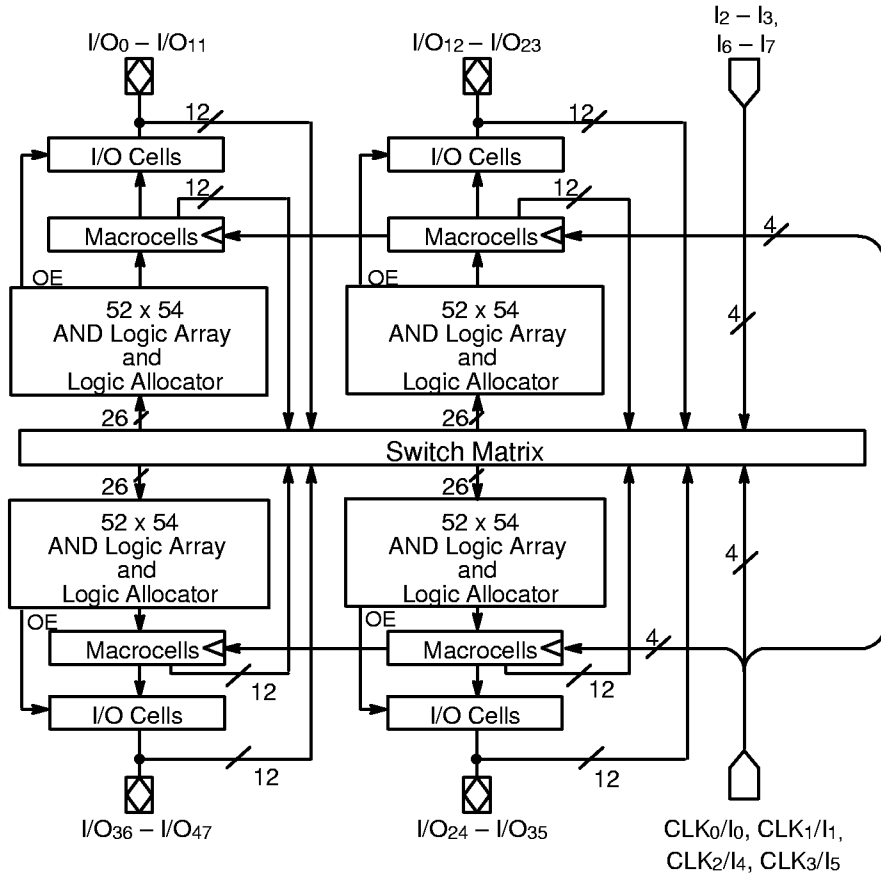 I/O0 – I/O11
I/O12 – I/O23
I2 – I3,
I6 – I7
12
12
I/O Cells
I/O Cells
12
12
Macrocells
Macrocells
4
OE
OE
52 x 54
AND Logic Array
and
Logic Allocator
52 x 54
AND Logic Array
and
Logic Allocator
4
26
26
Switch Matrix
26
26
52 x 54
AND Logic Array
and
Logic Allocator
52 x 54
AND Logic Array
and
Logic Allocator
4
OE
OE
Macrocells
Macrocells
4
12
12
I/O Cells
I/O Cells
12
12
I/O36 – I/O47
I/O24 – I/O35
CLK0/I0, CLK1/I1,
CLK2/I4, CLK3/I5